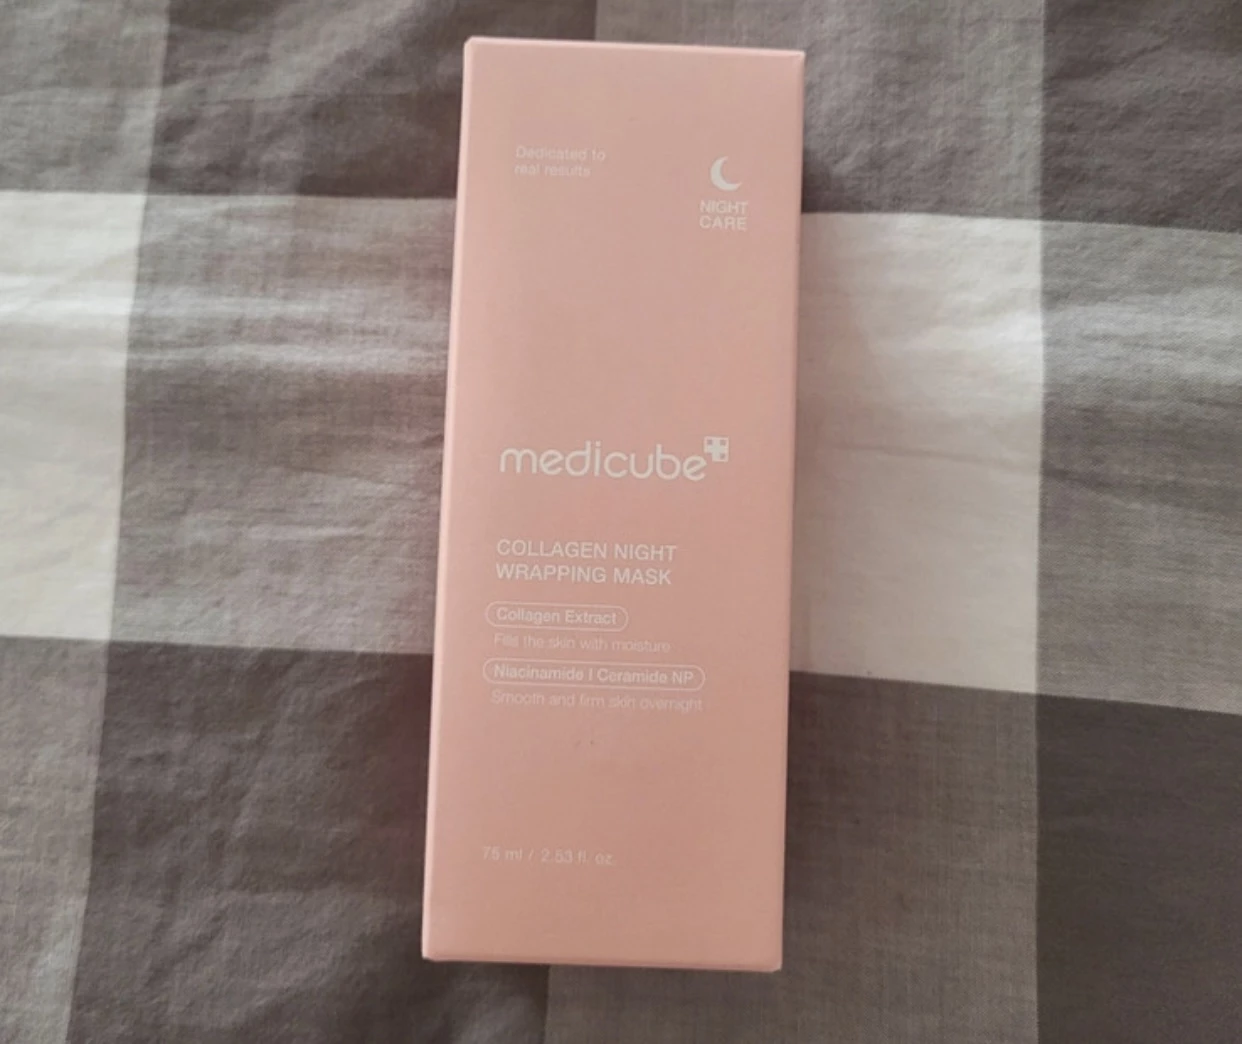 Dedicated to
real results
NIGHT
CARE
medicube
COLLAGEN NIGHT
WRAPPING MASK
Collagen Extract
Fills the skin with moisture
Niacinamide | Ceramide NP
Smooth and firm skin overnight
75 ml / 2.53 fl. oz.